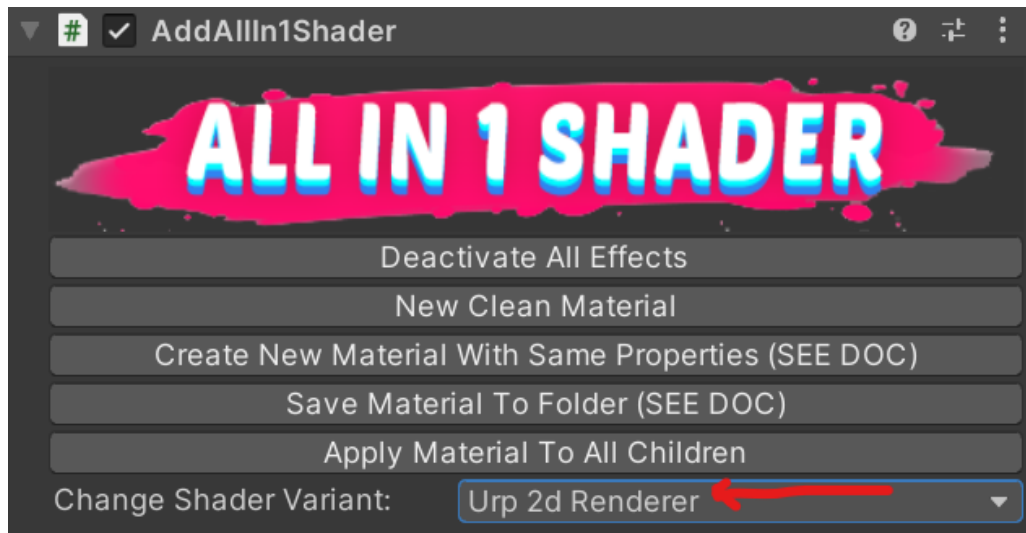 # AddAllIn1Shader
ALL IN 1 SHADER
Deactivate All Effects
New Clean Material
Create New Material With Same Properties (SEE DOC)
Save Material To Folder (SEE DOC)
Apply Material To All Children
Change Shader Variant: Urp 2d Renderer